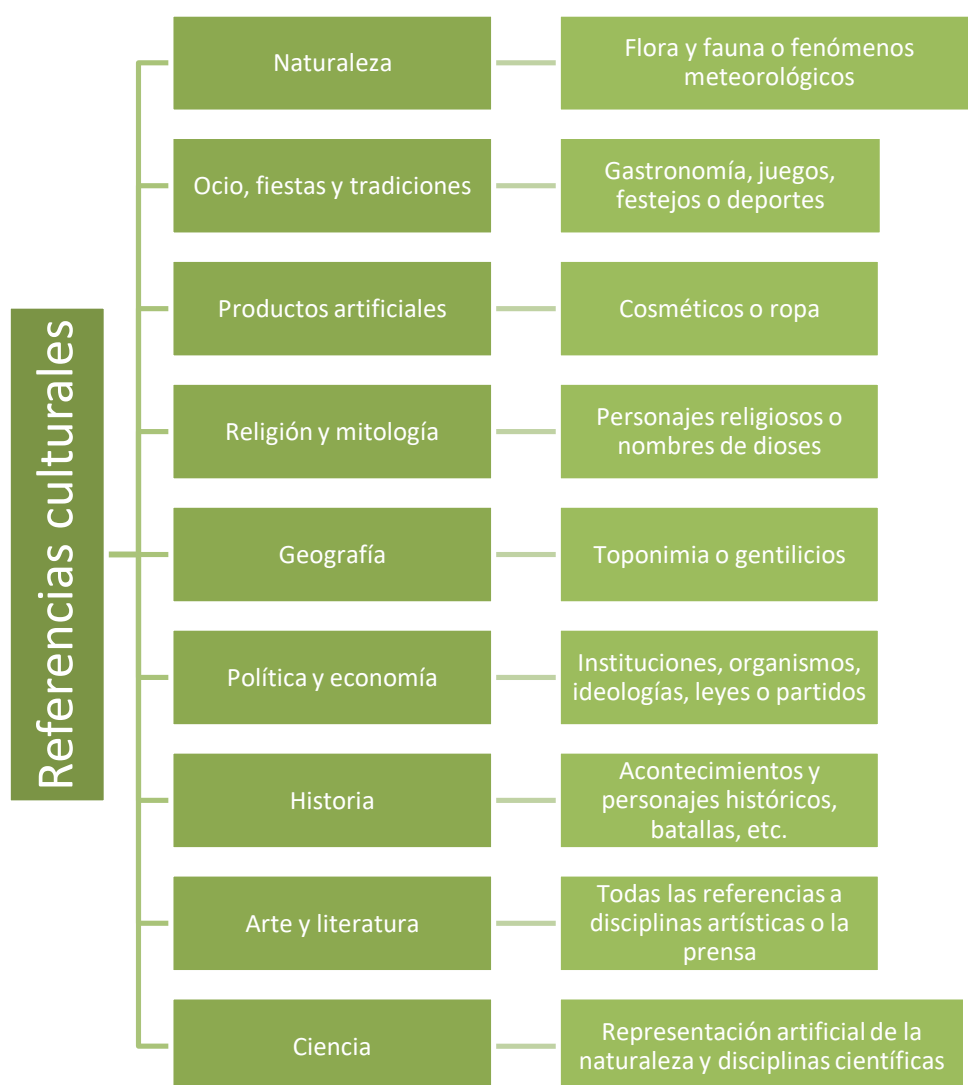 Referencias culturales
Naturaleza
Flora y fauna o fenómenos
meteorológicos
Ocio, fiestas y tradiciones
Gastronomía, juegos,
festejos o deportes
Productos artificiales
Cosméticos o ropa
Religión y mitología
Personajes religiosos o
nombres de dioses
Geografía
Toponimia o gentilicios
Política y economía
Instituciones, organismos,
ideologías, leyes o partidos
Historia
Acontecimientos y
personajes históricos,
batallas, etc.
Arte y literatura
Todas las referencias a
disciplinas artísticas o la
prensa
Ciencia
Representación artificial de la
naturaleza y disciplinas científicas